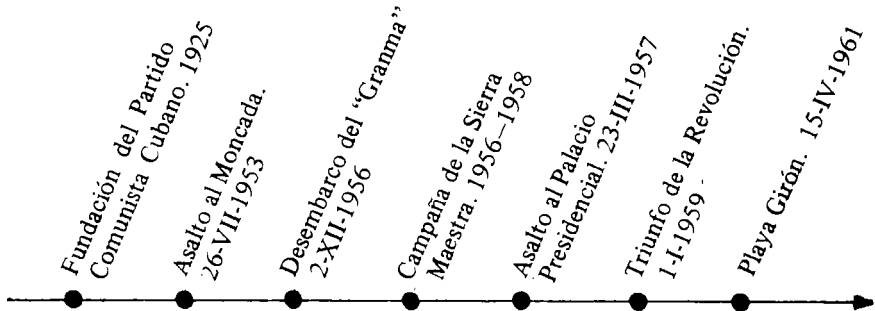 Fundación del Partido
Comunista Cubano. 1925
Asalto al Moncada.
26-VII-1953
Desembarco del “Granma”
2-XII-1956
Campaña de la Sierra
Maestra. 1956–1958
Asalto al Palacio
Presidencial. 23-III-1957
Triunfo de la Revolución.
1-I-1959
Playa Girón. 15-IV-1961